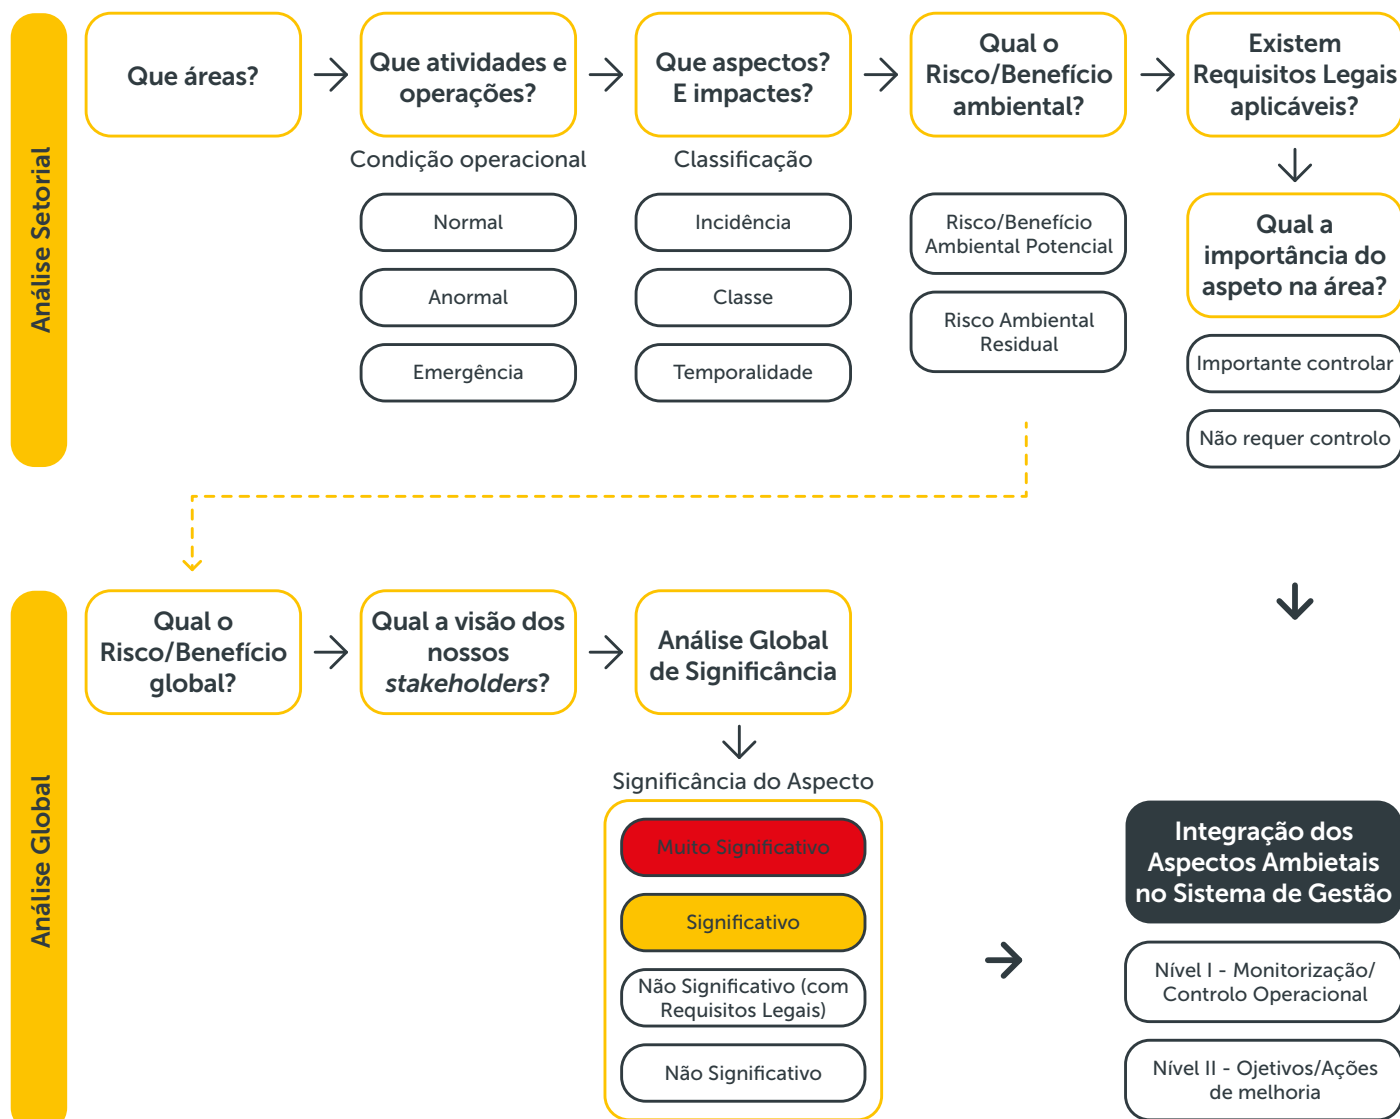 Análise Setorial
Que áreas?
Que atividades e
operações?
Condição operacional
Normal
Anormal
Emergência
Que aspectos?
E impactes?
Classificação
Incidência
Classe
Temporalidade
Qual o
Risco/Benefício
ambiental?
Risco/Benefício
Ambiental Potencial
Risco Ambiental
Residual
Existem
Requisitos Legais
aplicáveis?
Qual a
importância do
aspeto na área?
Importante controlar
Não requer controlo
Análise Global
Qual o
Risco/Benefício
global?
Qual a visão dos
nossos
stakeholders?
Análise Global
de Significância
Significância do Aspecto
Muito Significativo
Significativo
Não Significativo (com
Requisitos Legais)
Não Significativo
Integração dos
Aspectos Ambietais
no Sistema de Gestão
Nível I - Monitorização/
Controlo Operacional
Nível II - Ojetivos/Ações
de melhoria